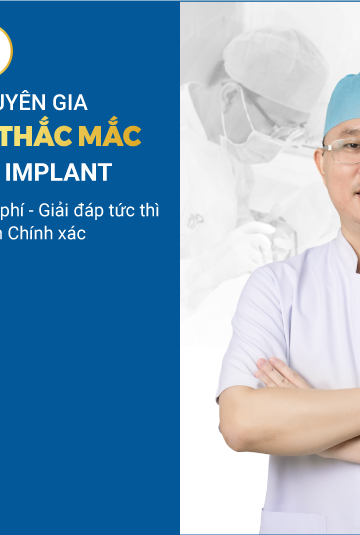 UYÊN GIA
THẮC MẮC
IMPLANT
phí - Giải đáp tức thì
Chính xác